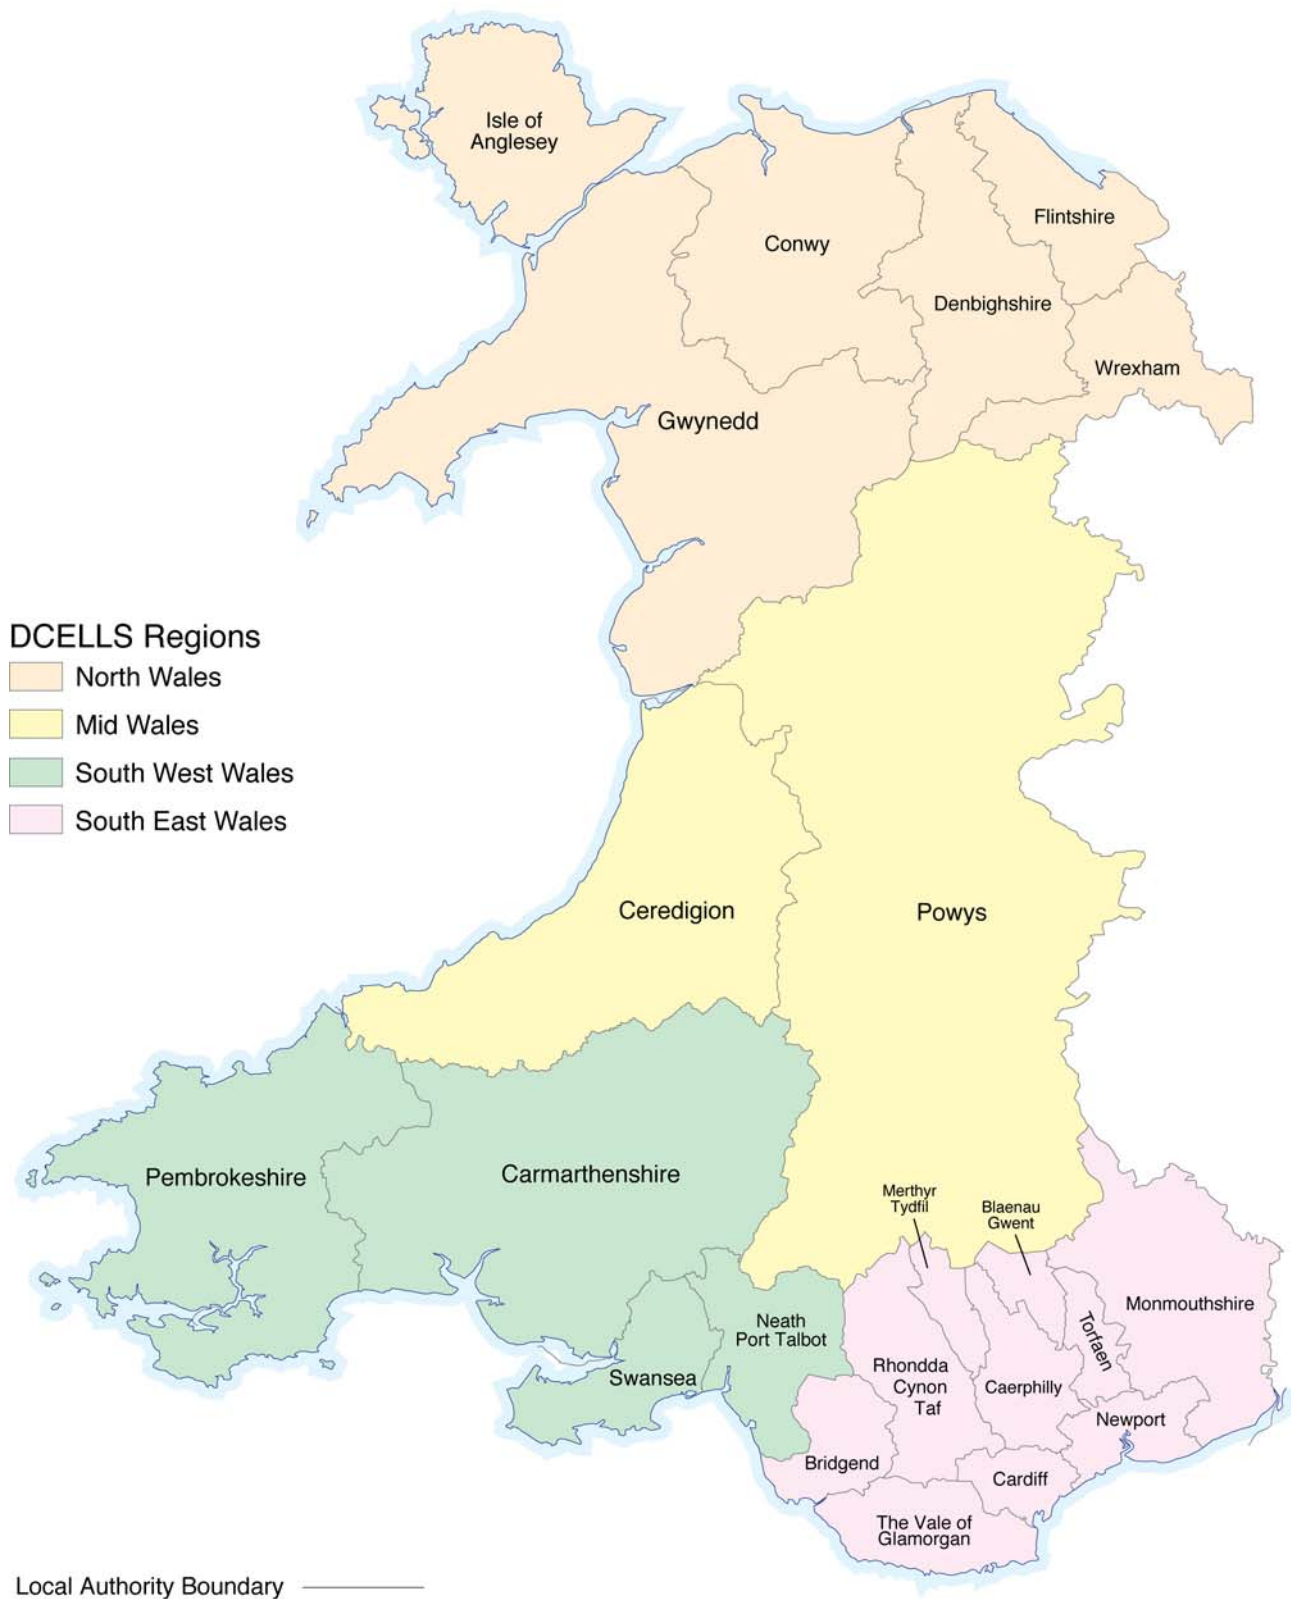 Isle of
Anglesey
Flintshire
Conwy
Denbighshire
Wrexham
Gwynedd
DCELLS Regions
North Wales
Mid Wales
South West Wales
South East Wales
Ceredigion
Powys
Pembrokeshire
Carmarthenshire
Merthyr
Tydfil
Blaenau
Gwent
Monmouthshire
Neath
Port Talbot
Torfaen
Swansea
Rhondda
Cynon
Taf
Caerphilly
Newport
Bridgend
Cardiff
The Vale of
Glamorgan
Local Authority Boundary